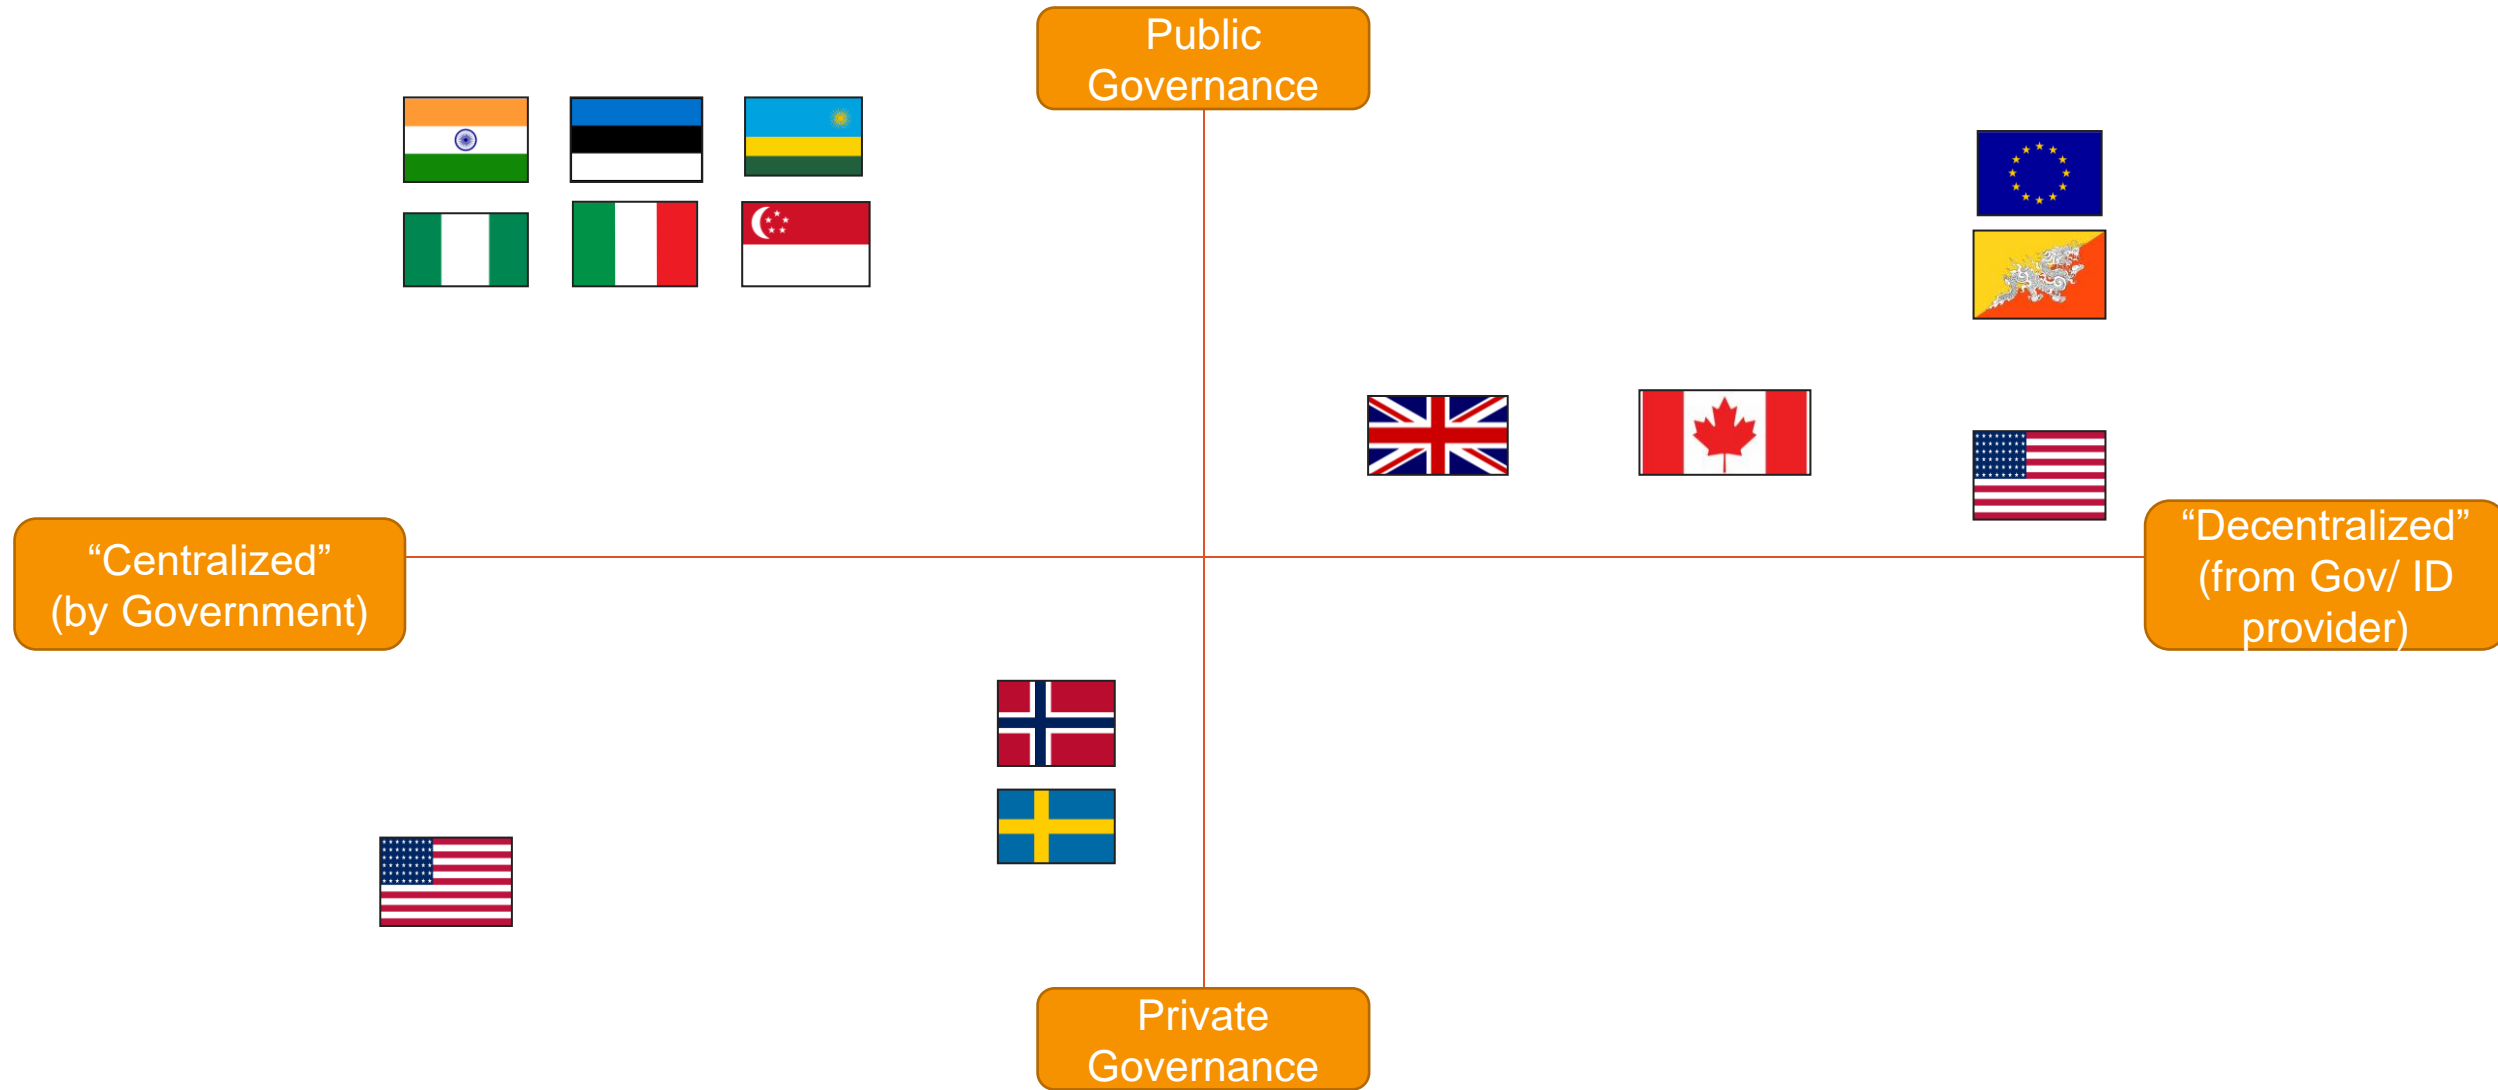 Public
Governance
“Centralized”
(by Government)
“Decentralized”
(from Gov/ ID
provider)
Private
Governance